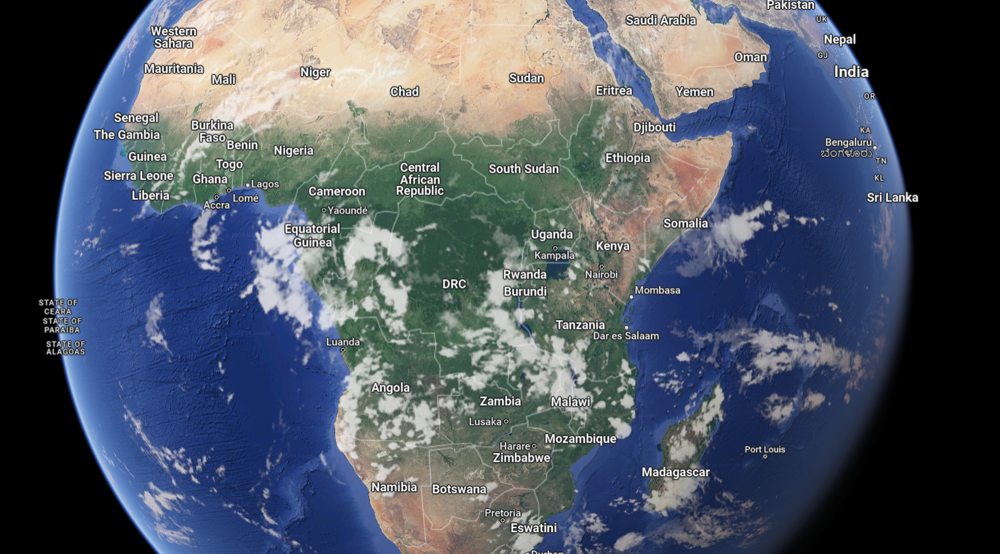 Pakistan
UK
Saudi Arabia
Western
Sahara
Nepal
GJ
Oman
Mauritania
Mali
Niger
India
Chad
Sudan
Eritrea
Yemen
OR
Senegal
The Gambia
Burkina
Faso
Benin
Djibouti
KA
Nigeria
Bengaluru
ಬೆಂಗಳೂರು
Guinea
Togo
Ethiopia
TN
Sierra Leone
Ghana
Lagos
Central
African
Republic
South Sudan
KL
Liberia
Lomé
Accra
Cameroon
Sri Lanka
Yaoundé
Equatorial
Guinea
Somalia
Uganda
Kampala
Kenya
Rwanda
Nairobi
DRC
Burundi
Mombasa
STATE OF
CEARÁ
STATE OF
PARAÍBA
STATE OF
ALAGOAS
Tanzania
Dar es Salaam
Luanda
Angola
Zambia
Malawi
Lusaka
Mozambique
Harare
Zimbabwe
Port Louis
Madagascar
Namibia
Botswana
Pretoria
Eswatini
Durban